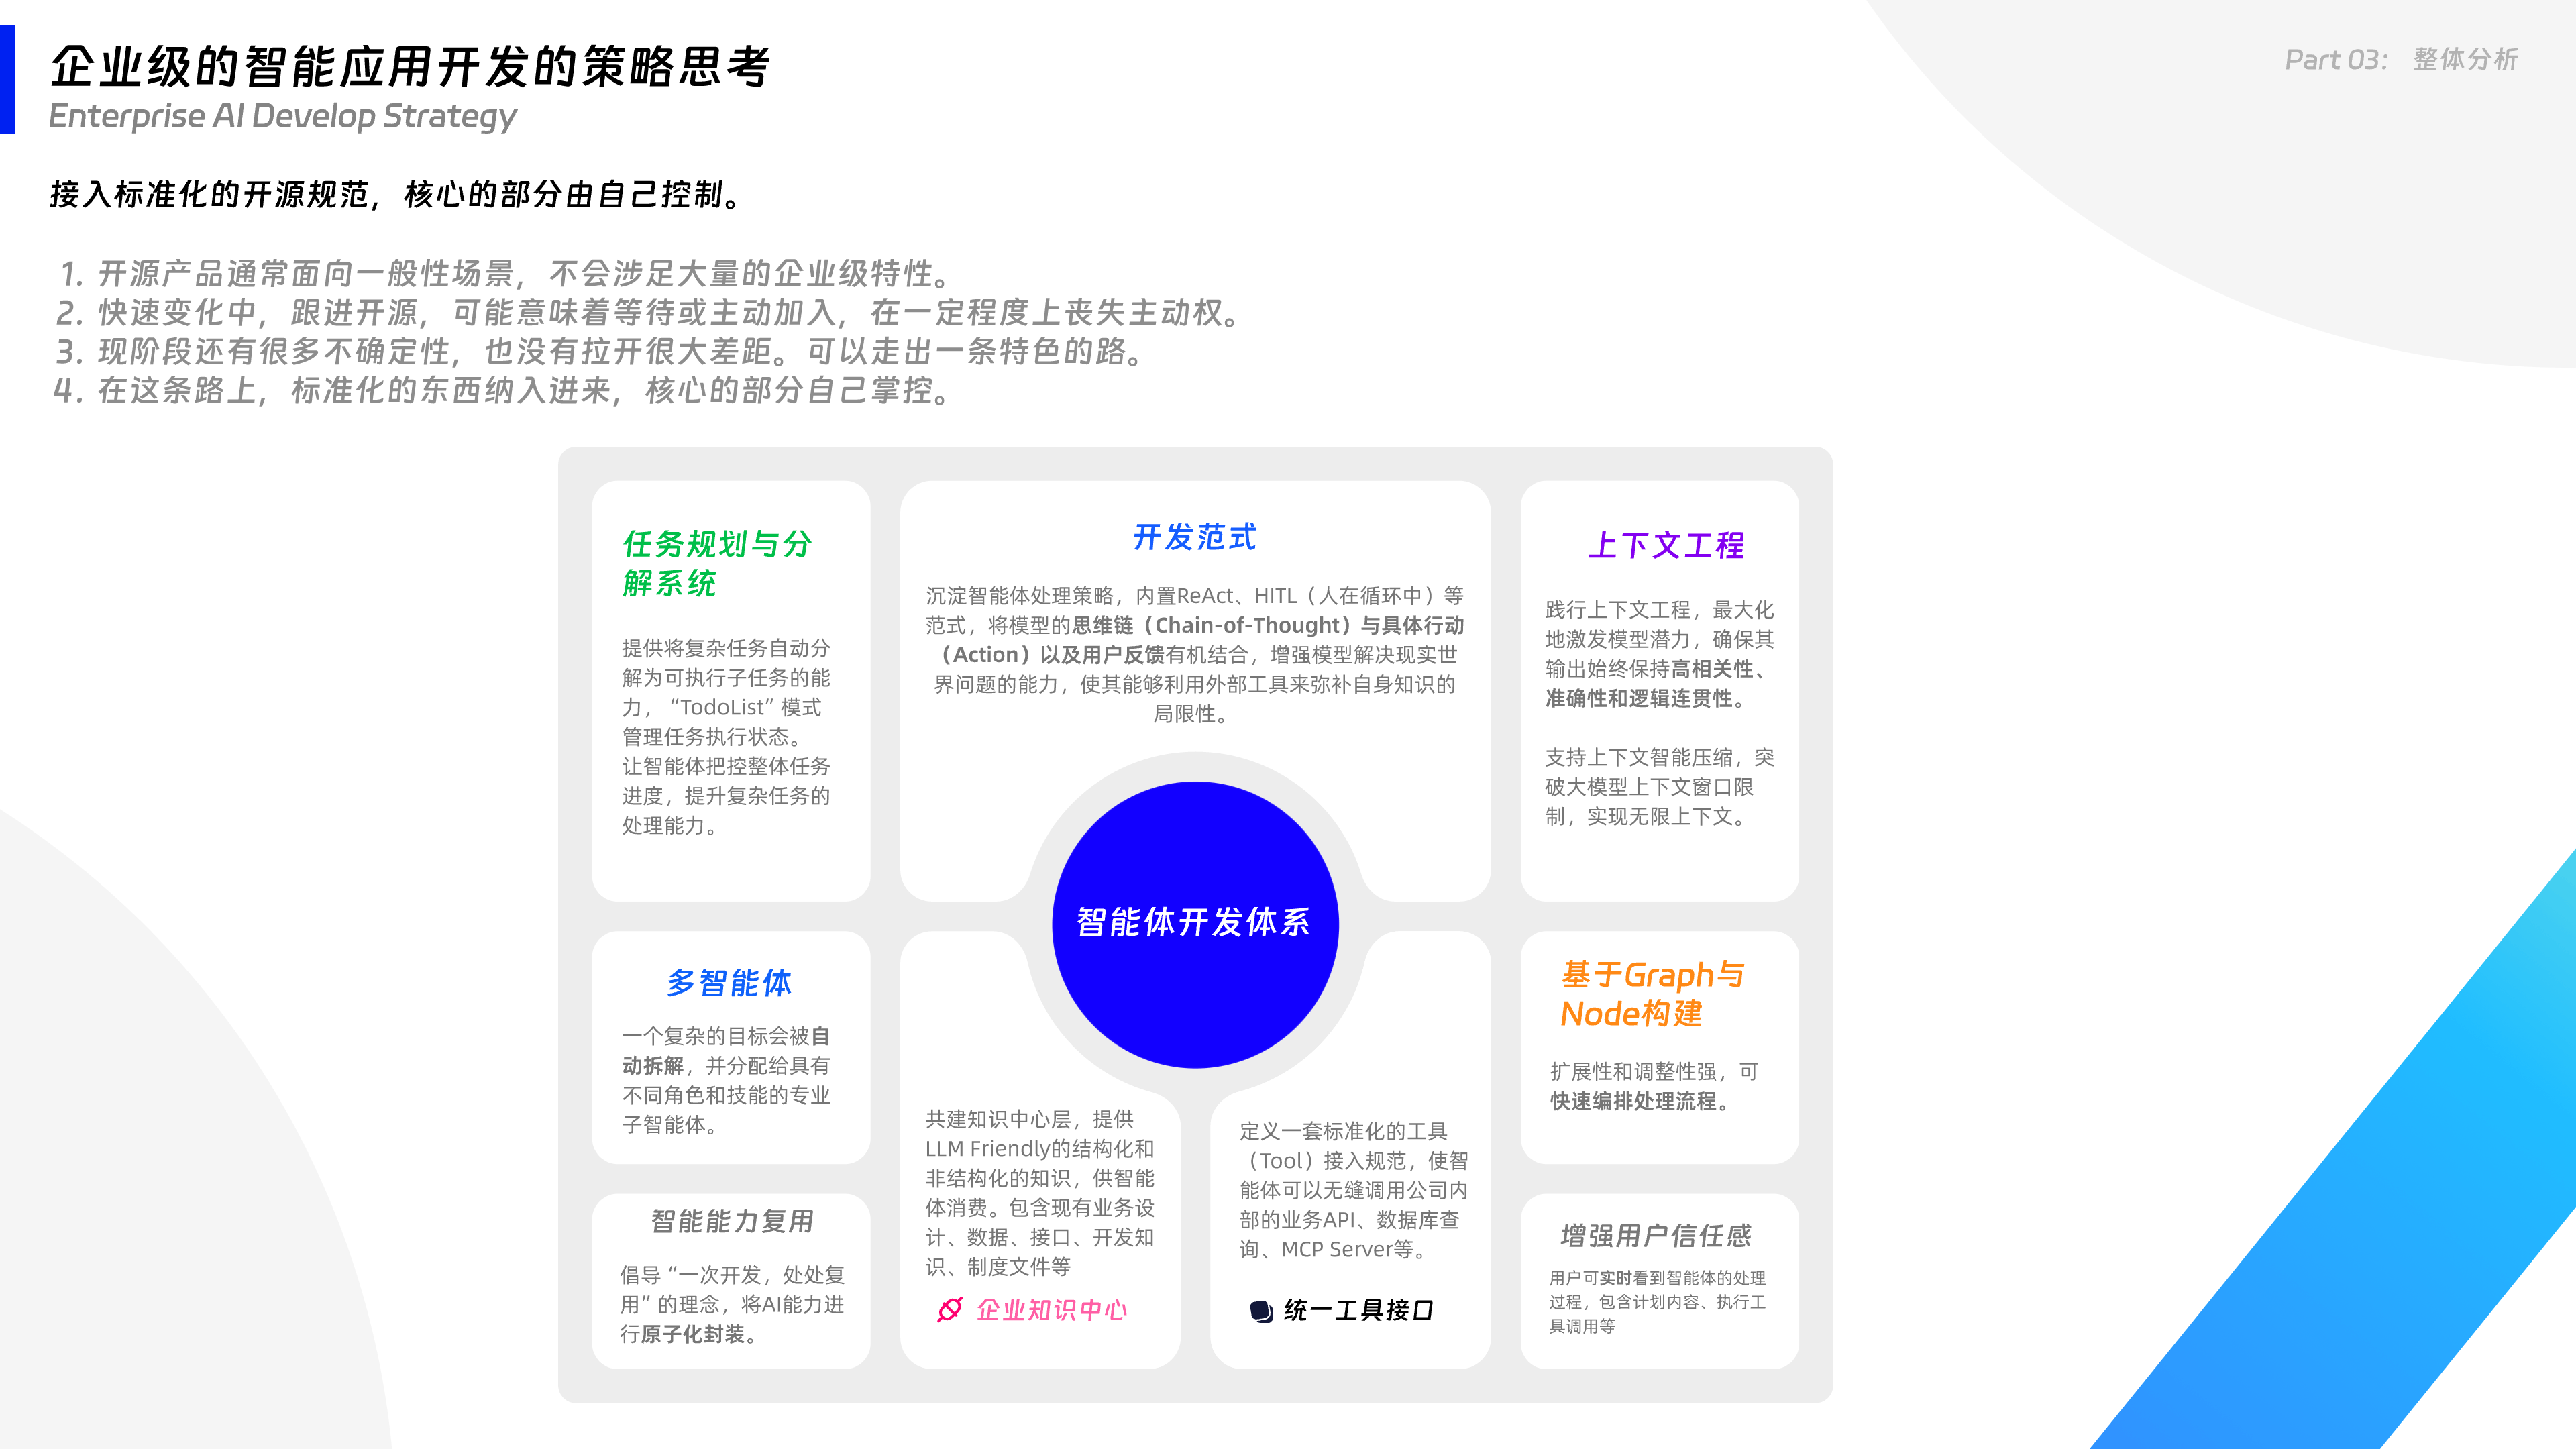 企业级的智能应用开发的策略思考
Enterprise AI Develop Strategy
Part 03： 整体分析
接入标准化的开源规范，核心的部分由自己控制。
1. 开源产品通常面向一般性场景，不会涉足大量的企业级特性。
2. 快速变化中，跟进开源，可能意味着等待或主动加入，在一定程度上丧失主动权。
3. 现阶段还有很多不确定性，也没有拉开很大差距。可以走出一条特色的路。
4. 在这条路上，标准化的东西纳入进来，核心的部分自己掌控。
任务规划与分
解系统
提供将复杂任务自动分
解为可执行子任务的能
力，“TodoList”模式
管理任务执行状态。
让智能体把控整体任务
进度，提升复杂任务的
处理能力。
开发范式
沉淀智能体处理策略，内置ReAct、HITL（人在循环中）等
范式，将模型的思维链（Chain-of-Thought）与具体行动
（Action）以及用户反馈有机结合，增强模型解决现实世
界问题的能力，使其能够利用外部工具来弥补自身知识的
局限性。
上下文工程
践行上下文工程，最大化
地激发模型潜力，确保其
输出始终保持高相关性、
准确性和逻辑连贯性。
支持上下文智能压缩，突
破大模型上下文窗口限
制，实现无限上下文。
智能体开发体系
多智能体
一个复杂的目标会被自
动拆解，并分配给具有
不同角色和技能的专业
子智能体。
智能能力复用
倡导“一次开发，处处复
用”的理念，将AI能力进
行原子化封装。
共建知识中心层，提供
LLM Friendly的结构化和
非结构化的知识，供智能
体消费。包含现有业务设
计、数据、接口、开发知
识、制度文件等
企业知识中心
定义一套标准化的工具
（Tool）接入规范，使智
能体可以无缝调用公司内
部的业务API、数据库查
询、MCP Server等。
统一工具接口
基于Graph与
Node构建
扩展性和调整性强，可
快速编排处理流程。
增强用户信任感
用户可实时看到智能体的处理
过程，包含计划内容、执行工
具调用等